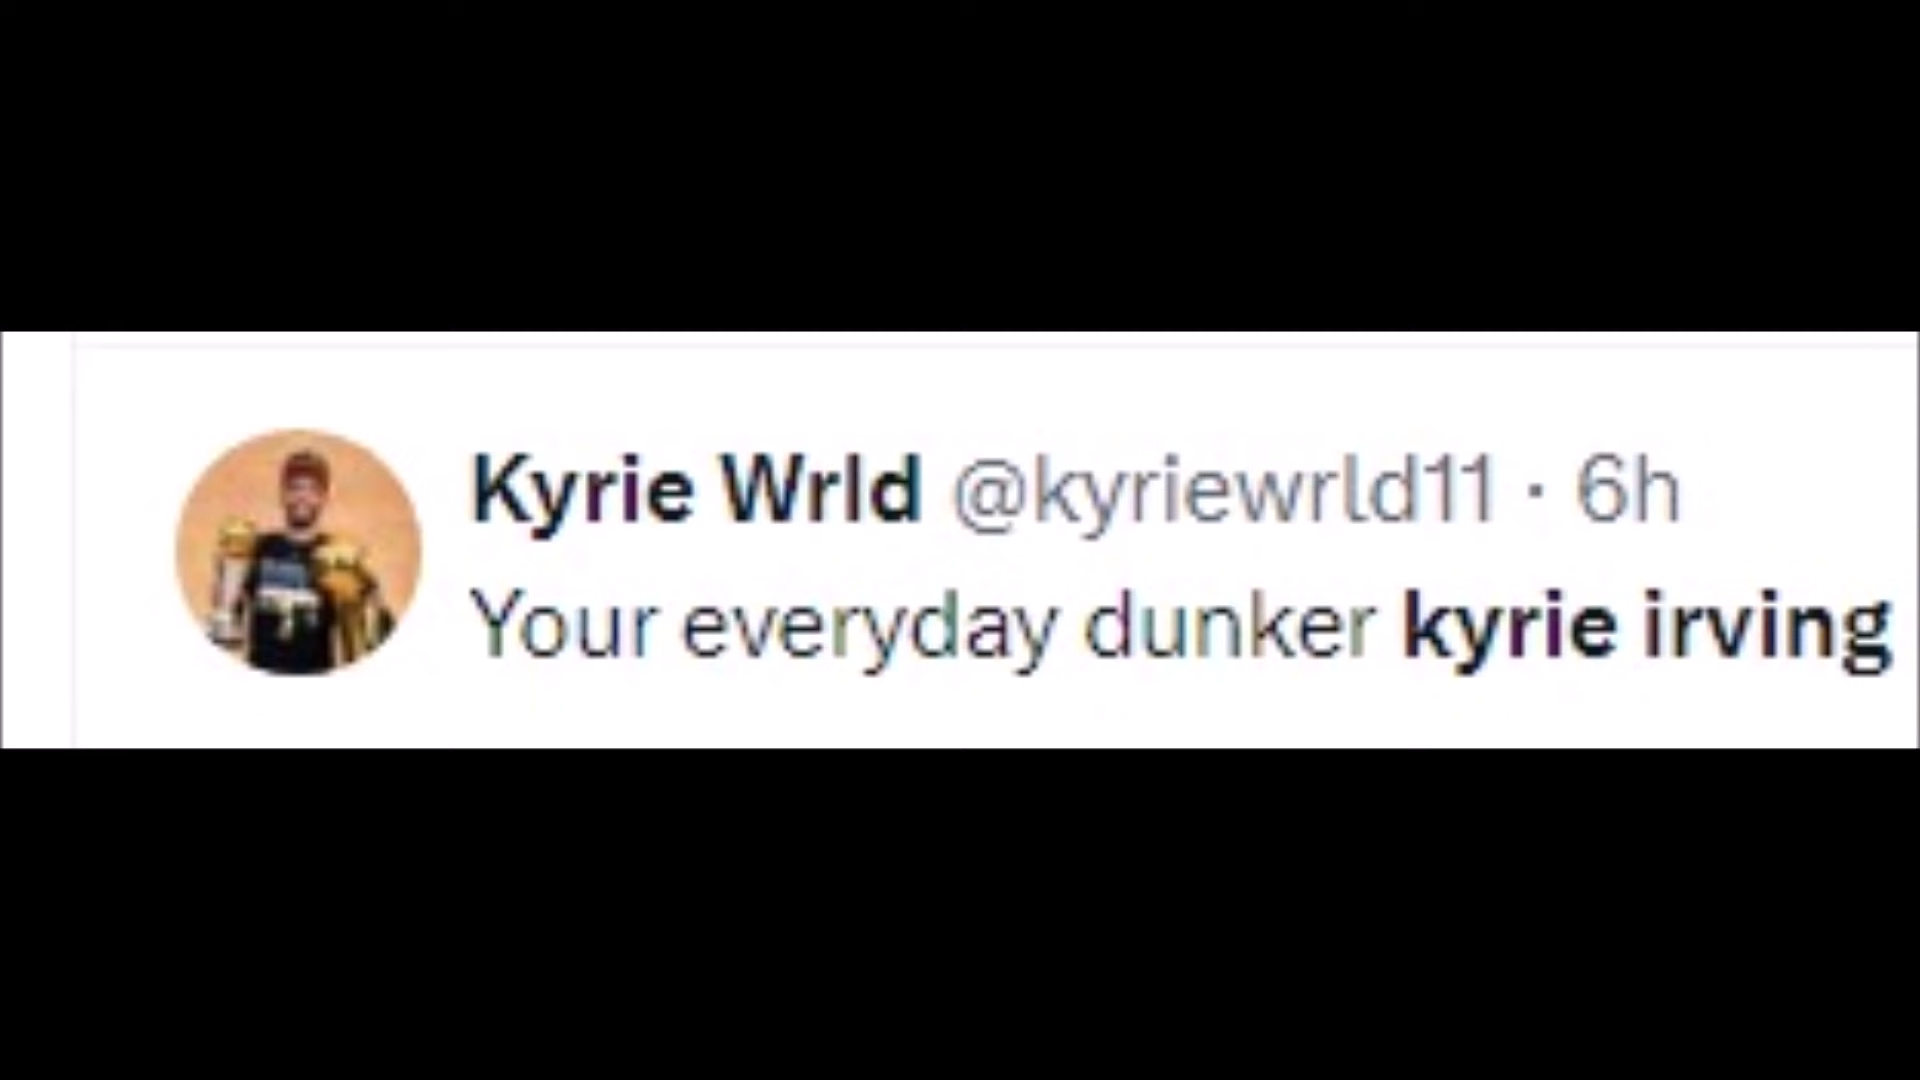 Kyrie Wrld @kyriewrld11 · 6h
Your everyday dunker kyrie irving